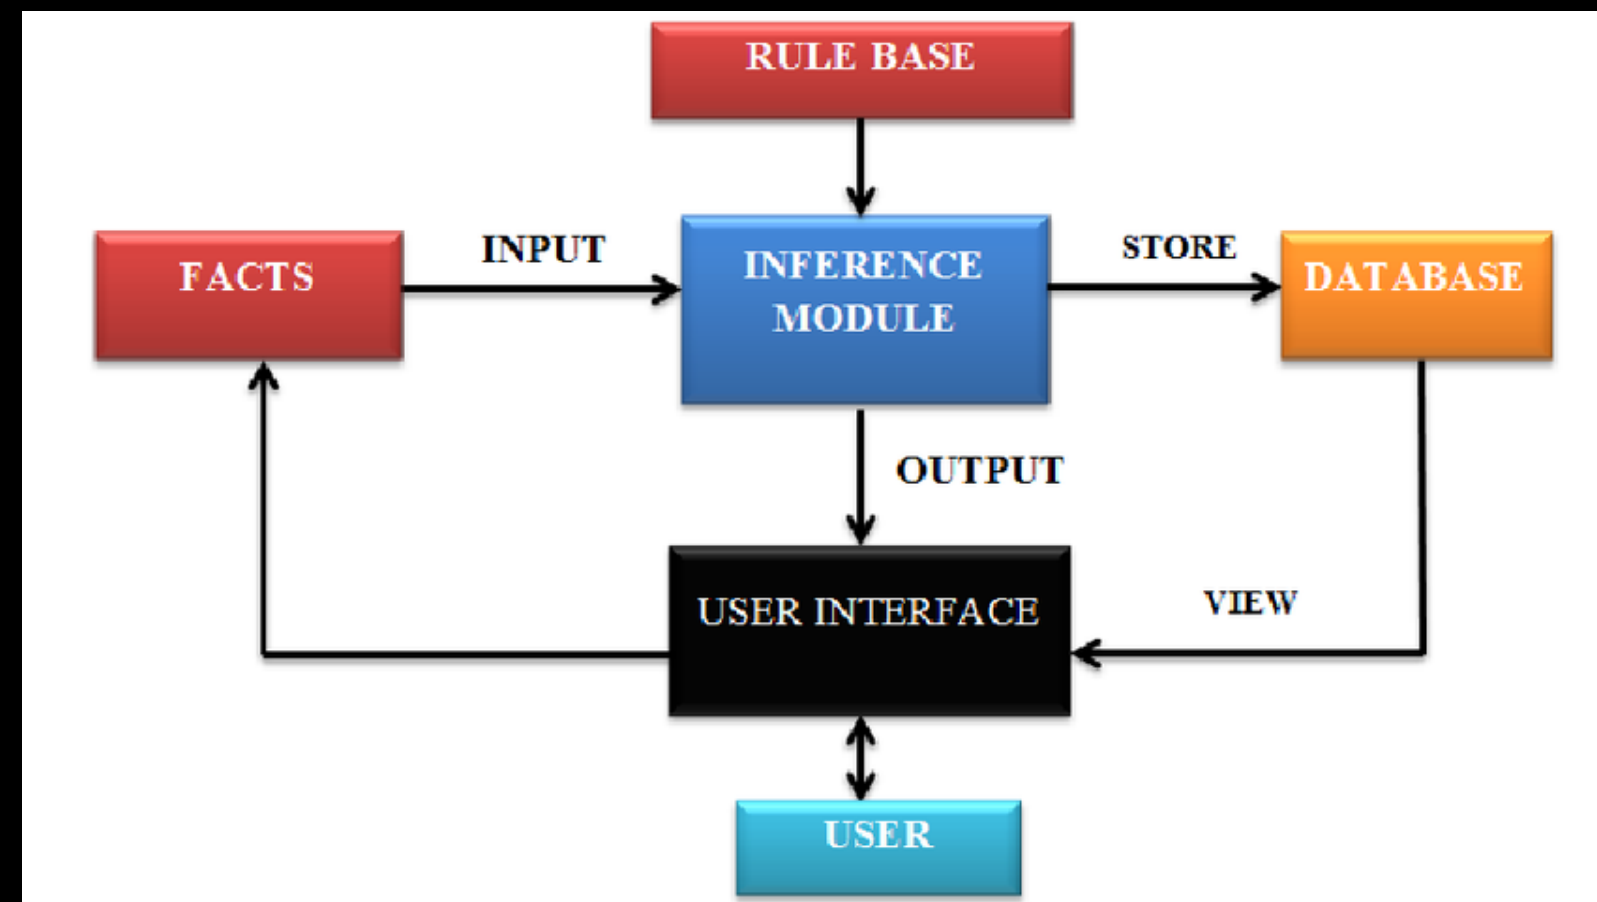 RULE BASE
FACTS
INPUT
INFERENCE
MODULE
STORE
DATABASE
OUTPUT
USER INTERFACE
VIEW
USER